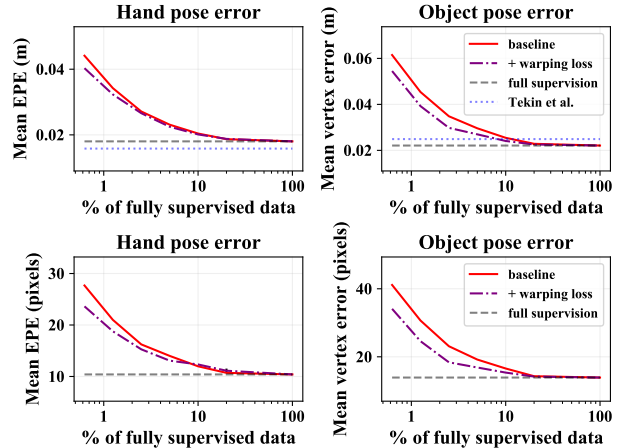 Hand pose error
Mean EPE (m)
0.04
0.02
1
10
100
% of fully supervised data
Object pose error
Mean vertex error (m)
0.06
0.04
0.02
baseline
+ warping loss
full supervision
Tekin et al.
1
10
100
% of fully supervised data
Hand pose error
Mean EPE (pixels)
30
20
10
1
10
100
% of fully supervised data
Object pose error
Mean vertex error (pixels)
40
20
baseline
+ warping loss
full supervision
1
10
100
% of fully supervised data